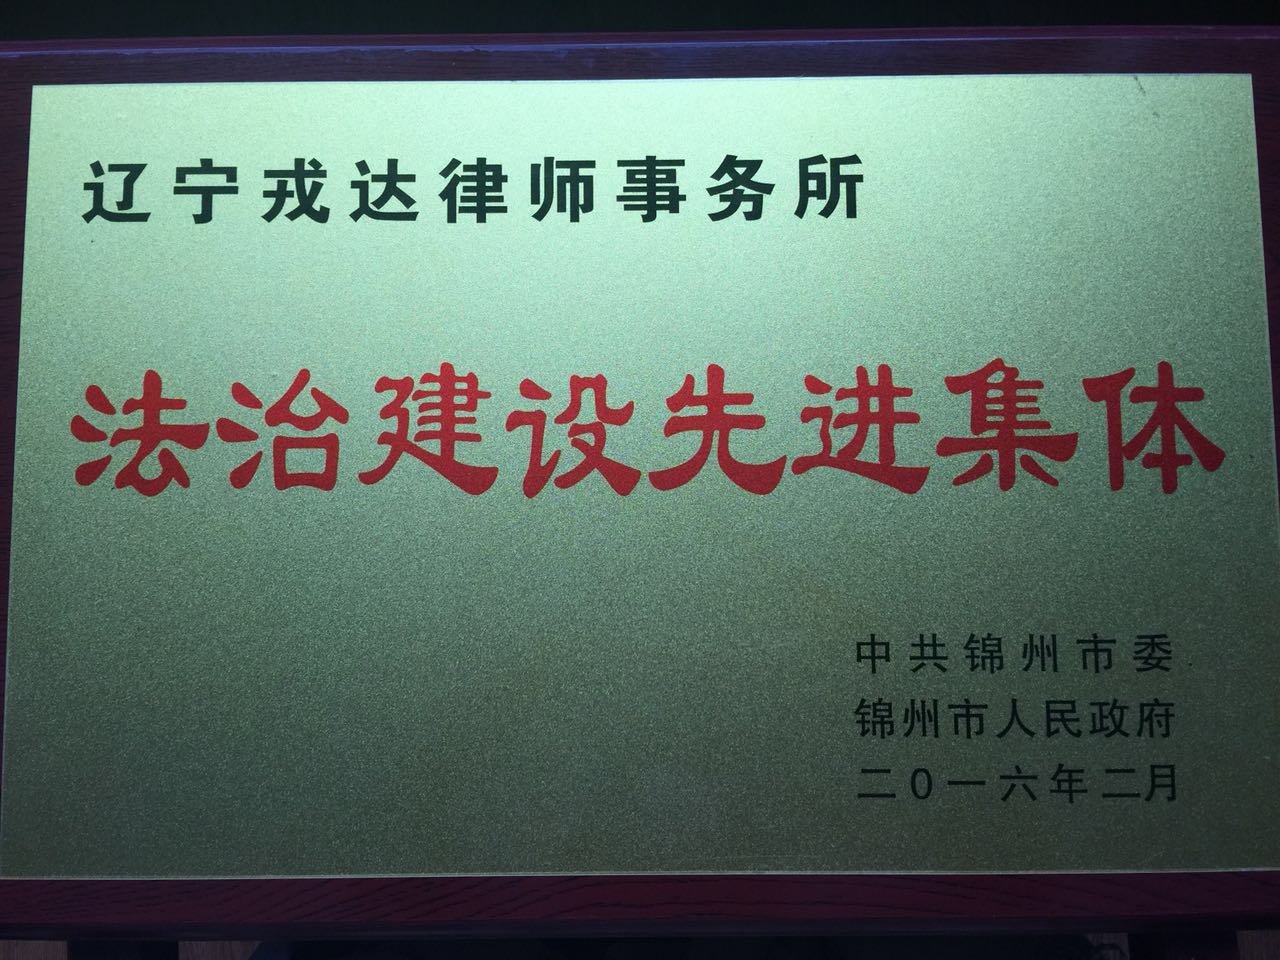 辽宁戎达律师事务所
法治建设先进集体
中共锦州市委
锦州市人民政府
二0一六年二月